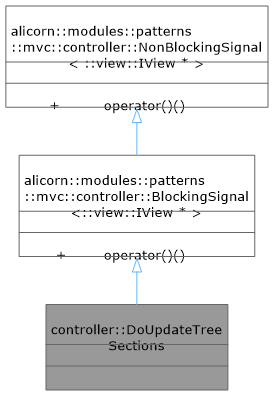 alicorn::modules::patterns
::mvc::controller::NonBlockingSignal
< ::view::IView * >
+ operator()()
alicorn::modules::patterns
::mvc::controller::BlockingSignal
<::view::IView * >
+ operator()()
controller::DoUpdateTree
Sections